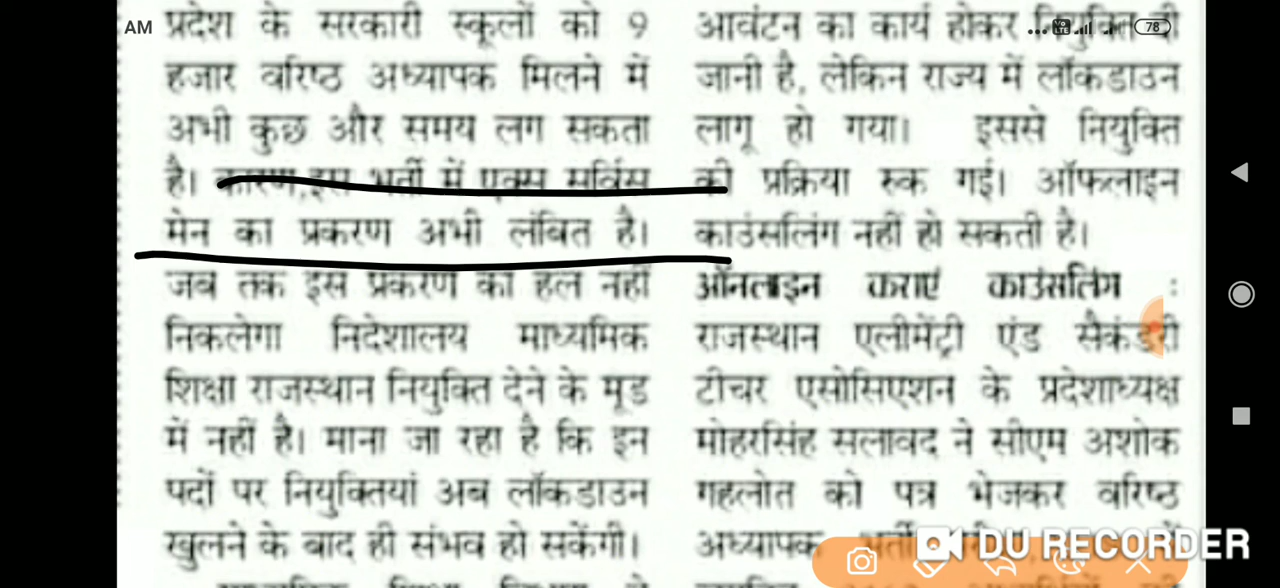 AM
78
प्रदेश के सरकारी स्कूलों को 9
हजार वरिष्ठ अध्यापक मिलने में
अभी कुछ और समय लग सकता
है। कारण,इस भर्ती में एक्स सर्विस
मेन का प्रकरण अभी लंबित है।
जब तक इस प्रकरण का हल नहीं
निकलेगा निदेशालय माध्यमिक
शिक्षा राजस्थान नियुक्ति देने के मूड
में नहीं है। माना जा रहा है कि इन
पदों पर नियुक्तियां अब लॉकडाउन
खुलने के बाद ही संभव हो सकेंगी।
आवंटन का कार्य होकर नियुक्ति दी
जानी है, लेकिन राज्य में लॉकडाउन
लागू हो गया। इससे नियुक्ति
की प्रक्रिया रुक गई। ऑफलाइन
काउंसलिंग नहीं हो सकती है।
ऑनलाइन कराएं काउंसलिंग :
राजस्थान एलीमेंट्री एंड सैकंडरी
टीचर एसोसिएशन के प्रदेशाध्यक्ष
मोहरसिंह सलावद ने सीएम अशोक
गहलोत को पत्र भेजकर वरिष्ठ
अध्यापक भर्ती
DU RECORDER